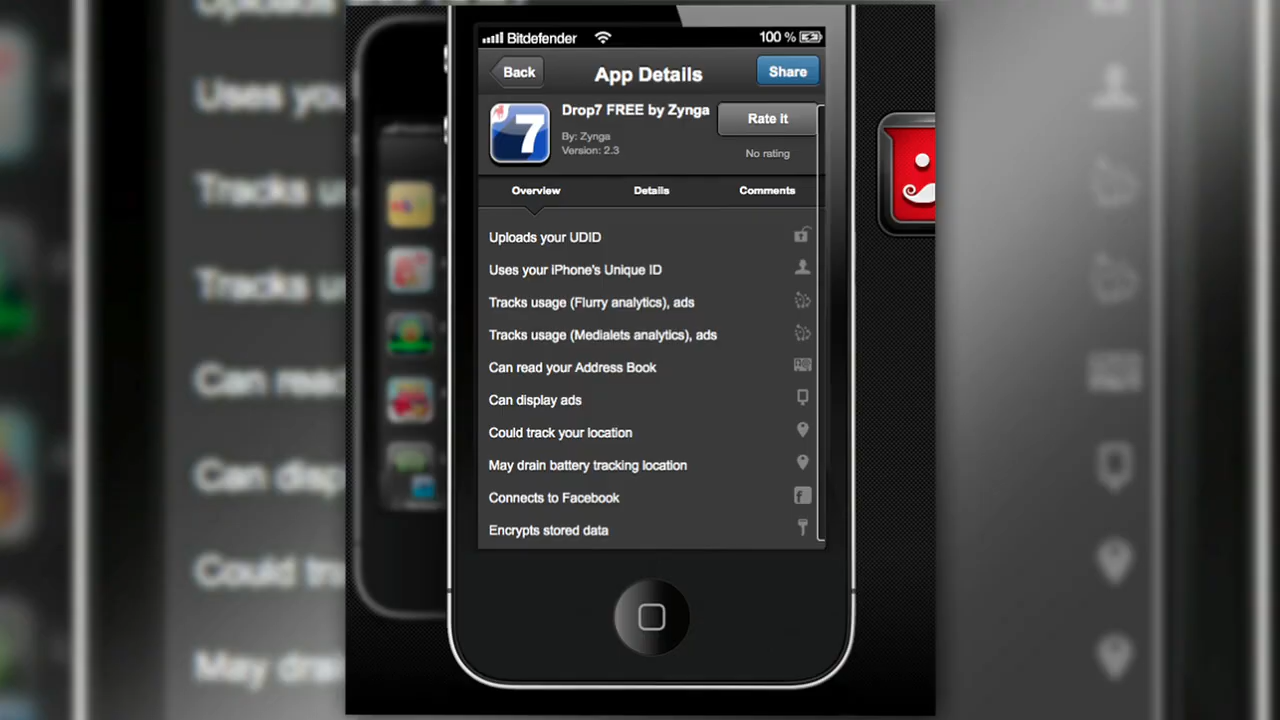 Bitdefender 100 %
Back App Details Share
7 Drop7 FREE by Zynga Rate It
By: Zynga
Version: 2.3 No rating
Overview Details Comments
Uploads your UDID
Uses your iPhone's Unique ID
Tracks usage (Flurry analytics), ads
Tracks usage (Medialets analytics), ads
Can read your Address Book
Can display ads
Could track your location
May drain battery tracking location
Connects to Facebook
Encrypts stored data